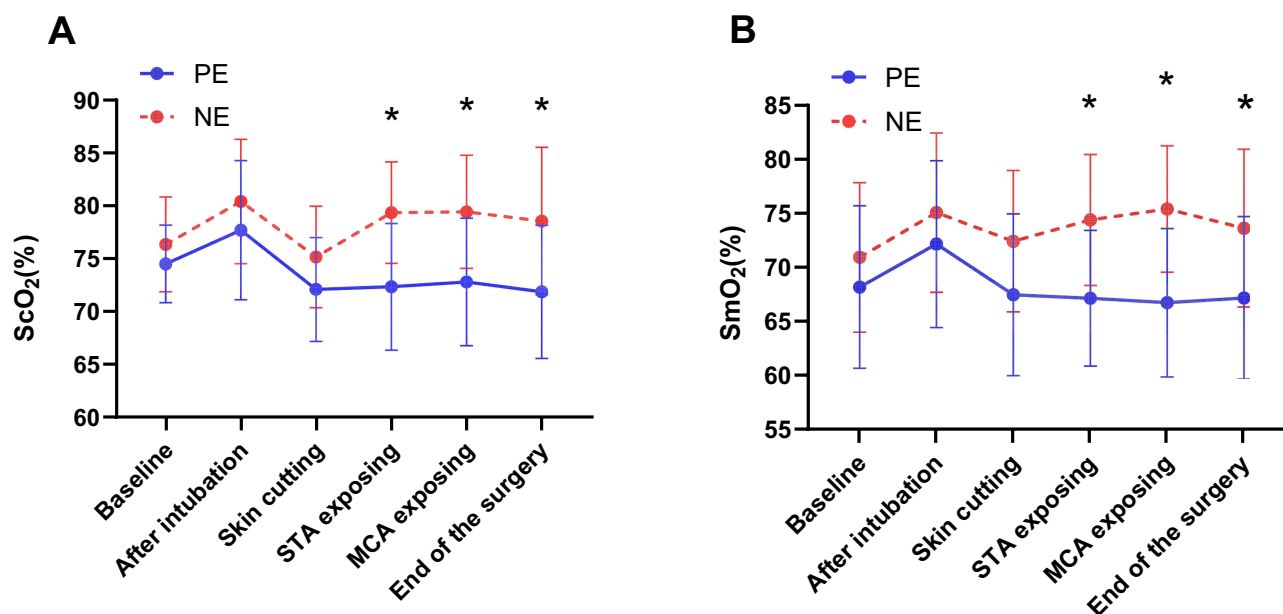 A
PE
NE
ScO₂(%)
90
85
80
75
70
65
60
*
*
*
Baseline
After intubation
Skin cutting
STA exposing
MCA exposing
End of the surgery
B
PE
NE
SmO₂(%)
85
80
75
70
65
60
55
*
*
*
Baseline
After intubation
Skin cutting
STA exposing
MCA exposing
End of the surgery